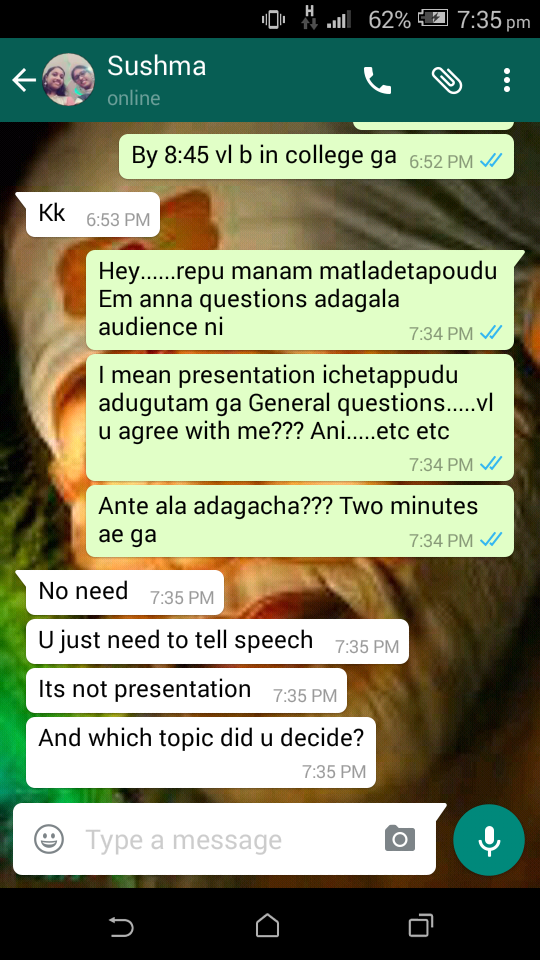 H
62%
7:35 pm
Sushma
online
By 8:45 vl b in college ga 6:52 PM
Kk 6:53 PM
Hey......repu manam matladetapoudu
Em anna questions adagala
audience ni 7:34 PM
I mean presentation ichetappudu
adugutam ga General questions.....vl
u agree with me??? Ani.....etc etc
7:34 PM
Ante ala adagacha??? Two minutes
ae ga 7:34 PM
No need 7:35 PM
U just need to tell speech 7:35 PM
Its not presentation 7:35 PM
And which topic did u decide?
7:35 PM
Type a message